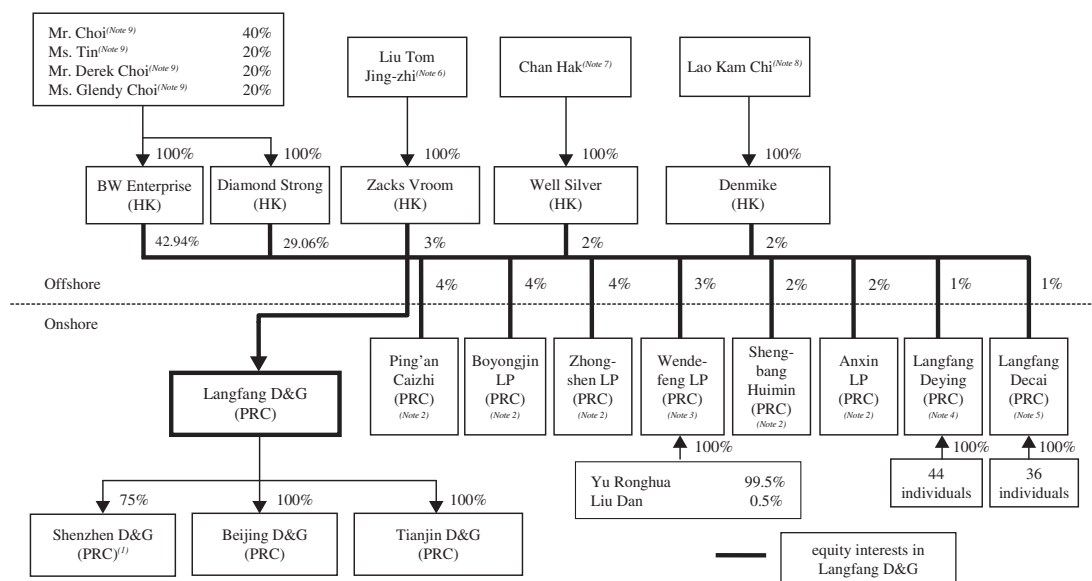 Mr. Choi(Note 9) 40%
Ms. Tin(Note 9) 20%
Mr. Derek Choi(Note 9) 20%
Ms. Glendy Choi(Note 9) 20%
Liu Tom
Jing-zhi(Note 6)
Chan Hak(Note 7)
Lao Kam Chi(Note 8)
100% 100% 100% 100% 100%
BW Enterprise
(HK)
Diamond Strong
(HK)
Zacks Vroom
(HK)
Well Silver
(HK)
Denmike
(HK)
42.94% 29.06% 3% 2% 2%
Offshore
4% 4% 4% 3% 2% 2% 1% 1%
Onshore
Langfang D&G
(PRC)
Ping'an
Caizhi
(PRC)
(Note 2)
Boyongjin
LP
(PRC)
(Note 2)
Zhong-
shen LP
(PRC)
(Note 2)
Wende-
feng LP
(PRC)
(Note 3)
Sheng-
bang
Huimin
(PRC)
(Note 2)
Anxin
LP
(PRC)
(Note 2)
Langfang
Deying
(PRC)
(Note 4)
Langfang
Decai
(PRC)
(Note 5)
100% 100% 100%
Yu Ronghua 99.5%
Liu Dan 0.5%
44
individuals
36
individuals
75% 100% 100%
Shenzhen D&G
(PRC)(1)
Beijing D&G
(PRC)
Tianjin D&G
(PRC)
equity interests in
Langfang D&G